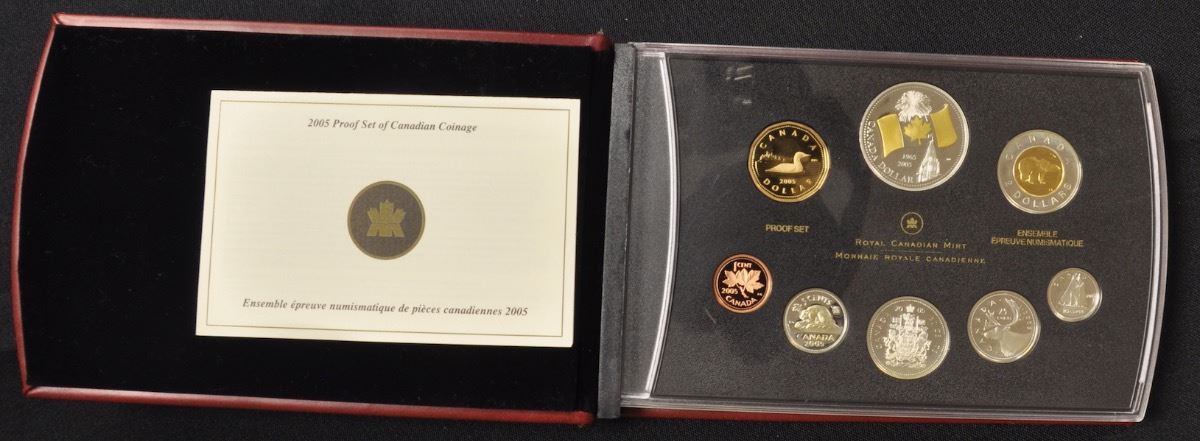 2005 Proof Set of Canadian Coinage
Ensemble épreuve numismatique de pièces canadiennes 2005
CANADA
2005
DOLLAR
1965
2005
CANADA DOLLAR
CANADA
2 DOLLARS
PROOF SET
ENSEMBLE
ÉPREUVE NUMISMATIQUE
ROYAL CANADIAN MINT
MONNAIE ROYALE CANADIENNE
1 CENT
2005
CANADA
5 CENTS
CANADA
2005